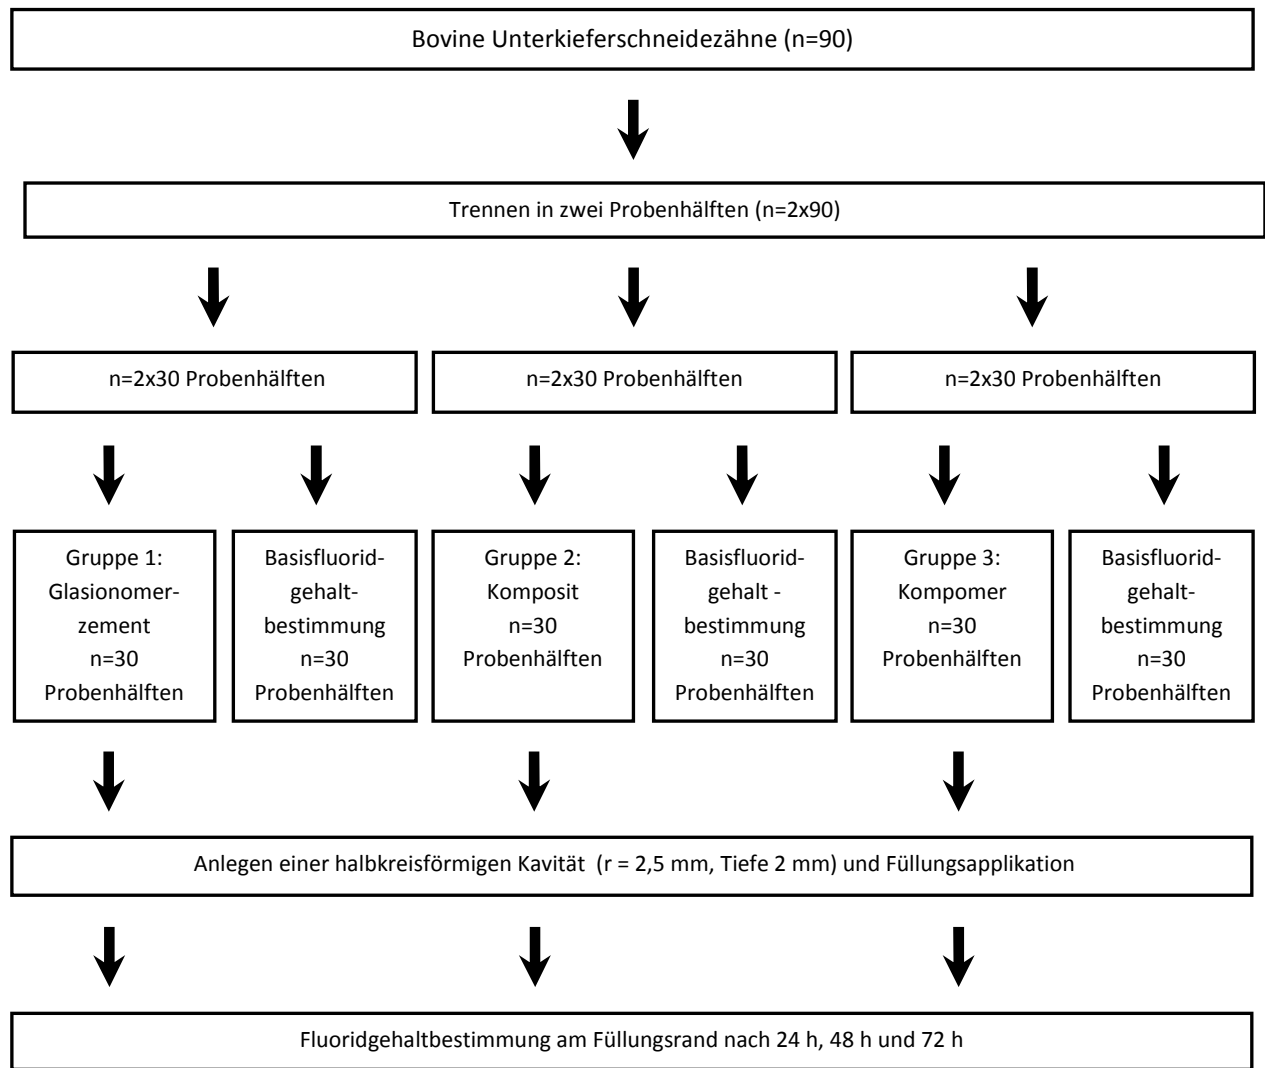 Bovine Unterkieferschneidezähne (n=90)
Trennen in zwei Probenhälften (n=2x90)
n=2x30 Probenhälften
n=2x30 Probenhälften
n=2x30 Probenhälften
Gruppe 1:
Glasionomer-
zement
n=30
Probenhälften
Basisfluorid-
gehalt-
bestimmung
n=30
Probenhälften
Gruppe 2:
Komposit
n=30
Probenhälften
Basisfluorid-
gehalt -
bestimmung
n=30
Probenhälften
Gruppe 3:
Kompomer
n=30
Probenhälften
Basisfluorid-
gehalt-
bestimmung
n=30
Probenhälften
Anlegen einer halbkreisförmigen Kavität (r = 2,5 mm, Tiefe 2 mm) und Füllungsapplikation
Fluoridgehaltbestimmung am Füllungsrand nach 24 h, 48 h und 72 h